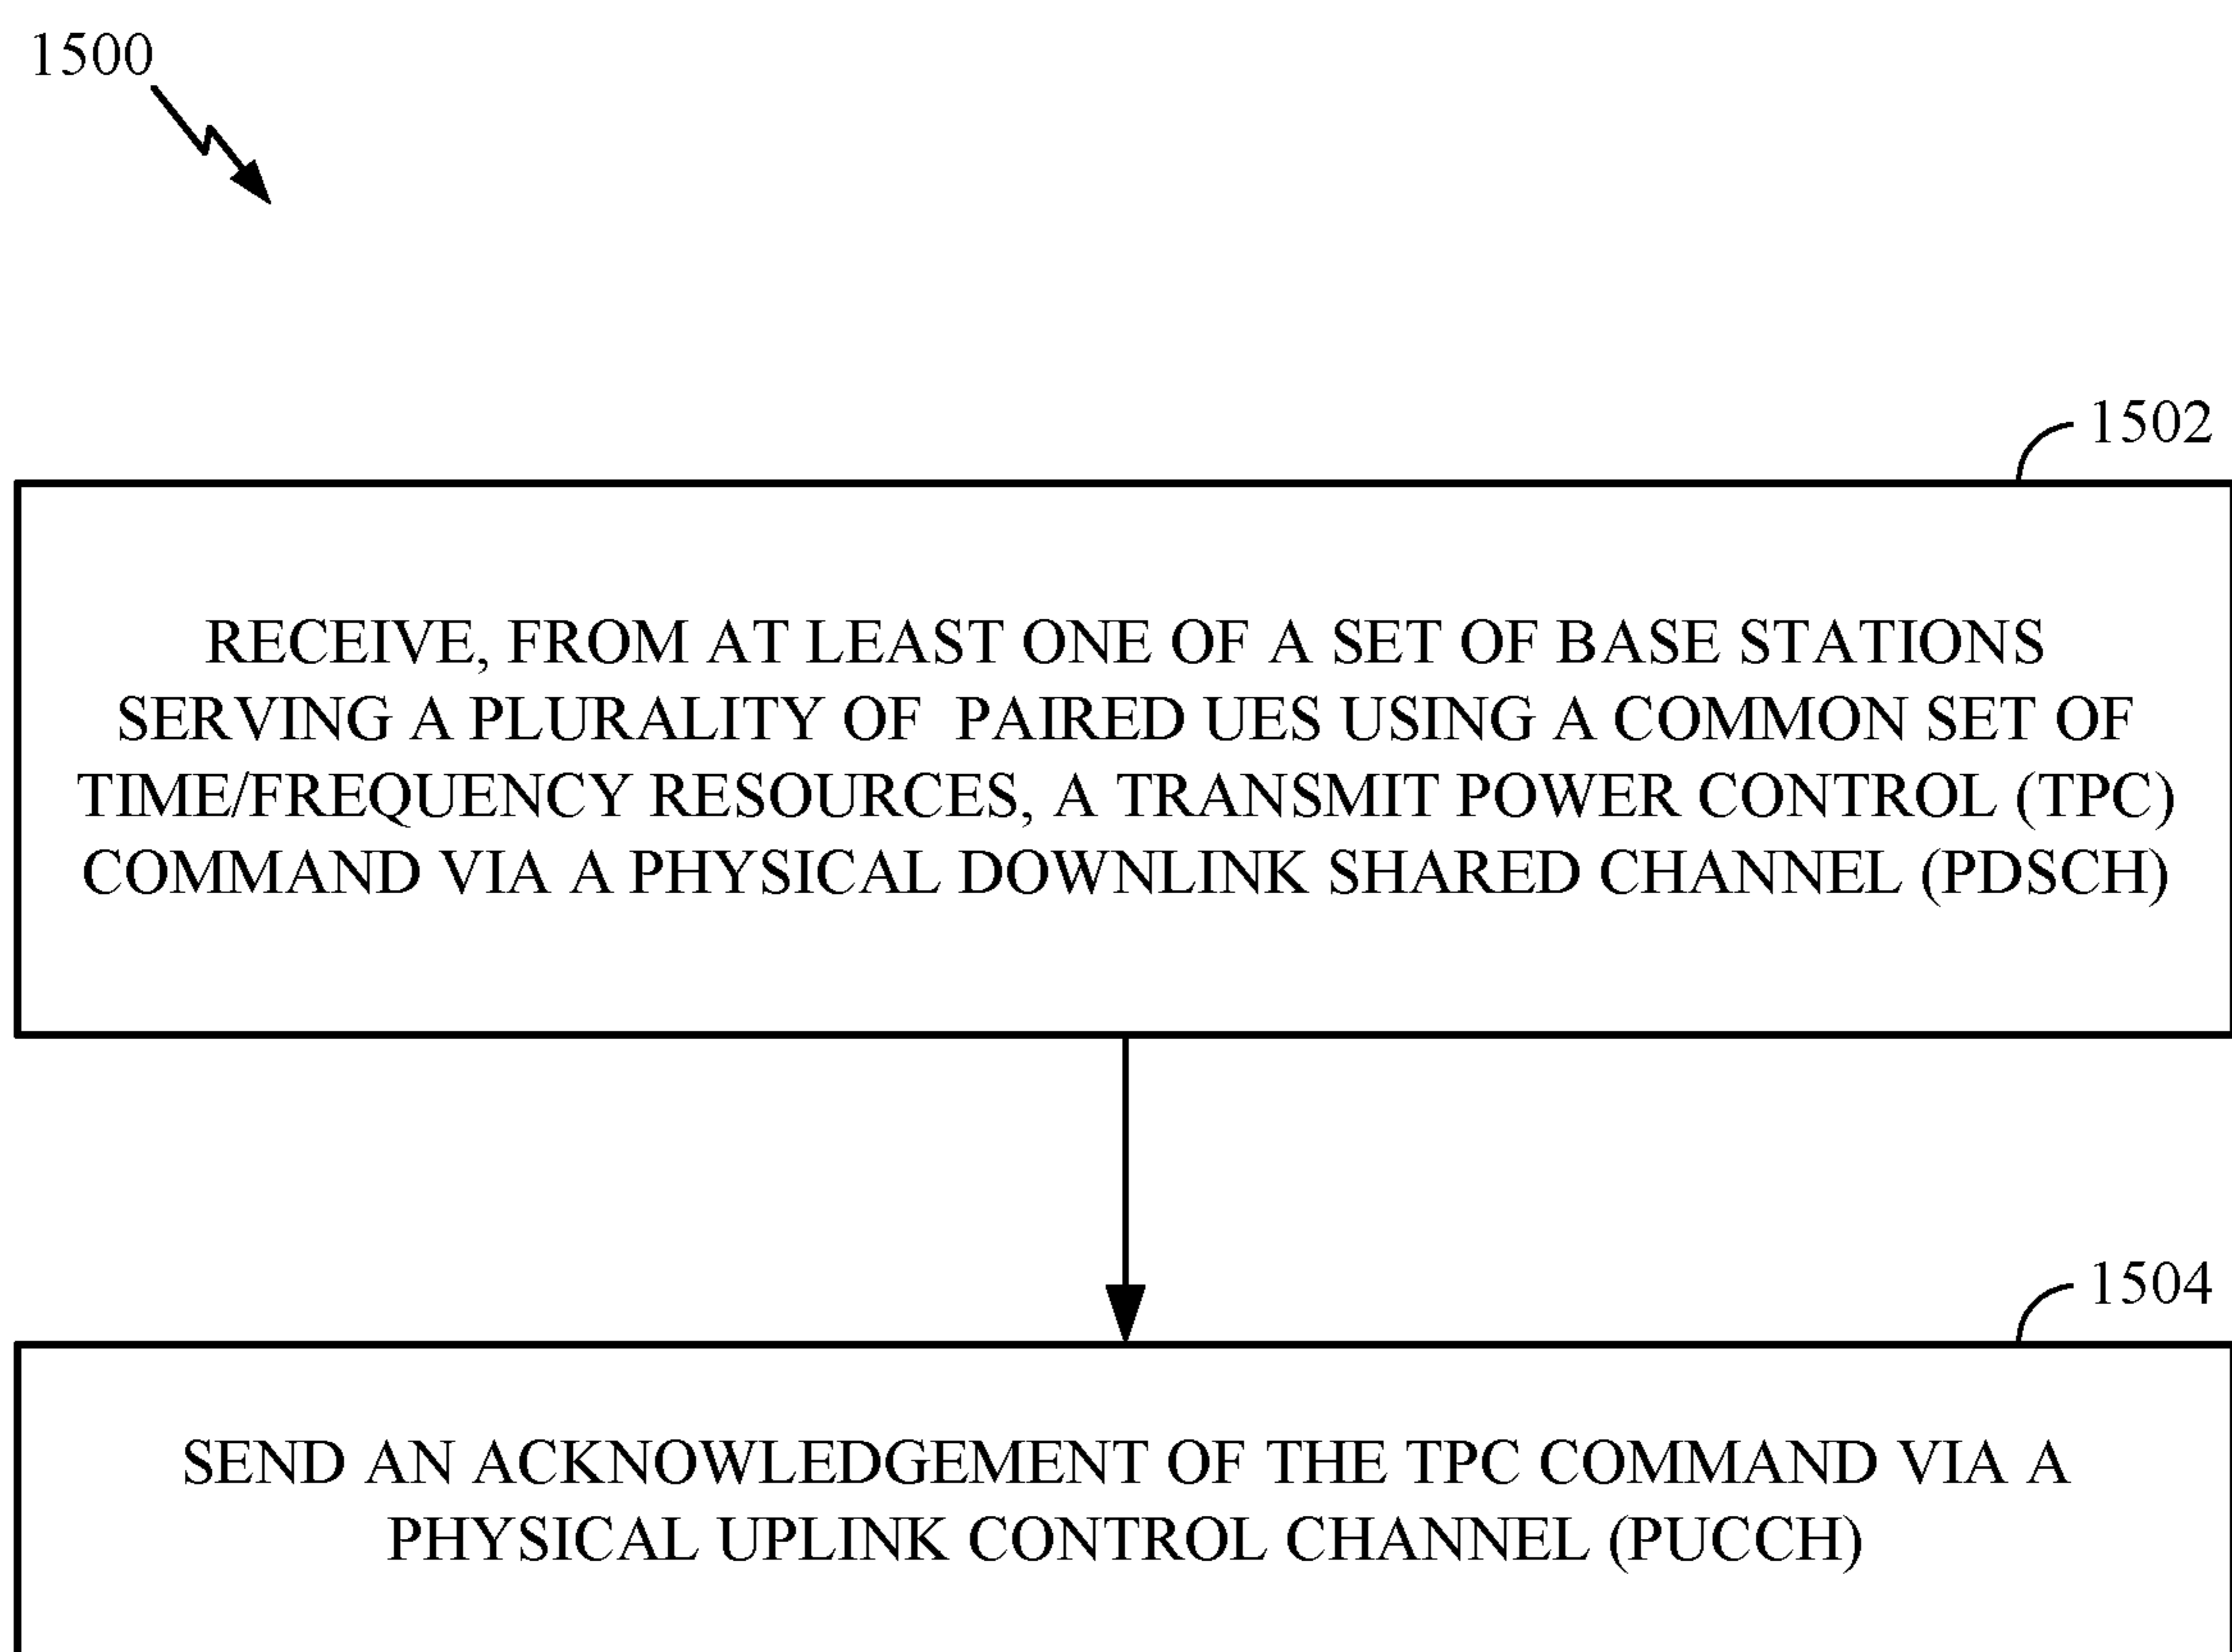 1500
1502
RECEIVE, FROM AT LEAST ONE OF A SET OF BASE STATIONS
SERVING A PLURALITY OF PAIRED UES USING A COMMON SET OF
TIME/FREQUENCY RESOURCES, A TRANSMIT POWER CONTROL (TPC)
COMMAND VIA A PHYSICAL DOWNLINK SHARED CHANNEL (PDSCH)
1504
SEND AN ACKNOWLEDGEMENT OF THE TPC COMMAND VIA A
PHYSICAL UPLINK CONTROL CHANNEL (PUCCH)